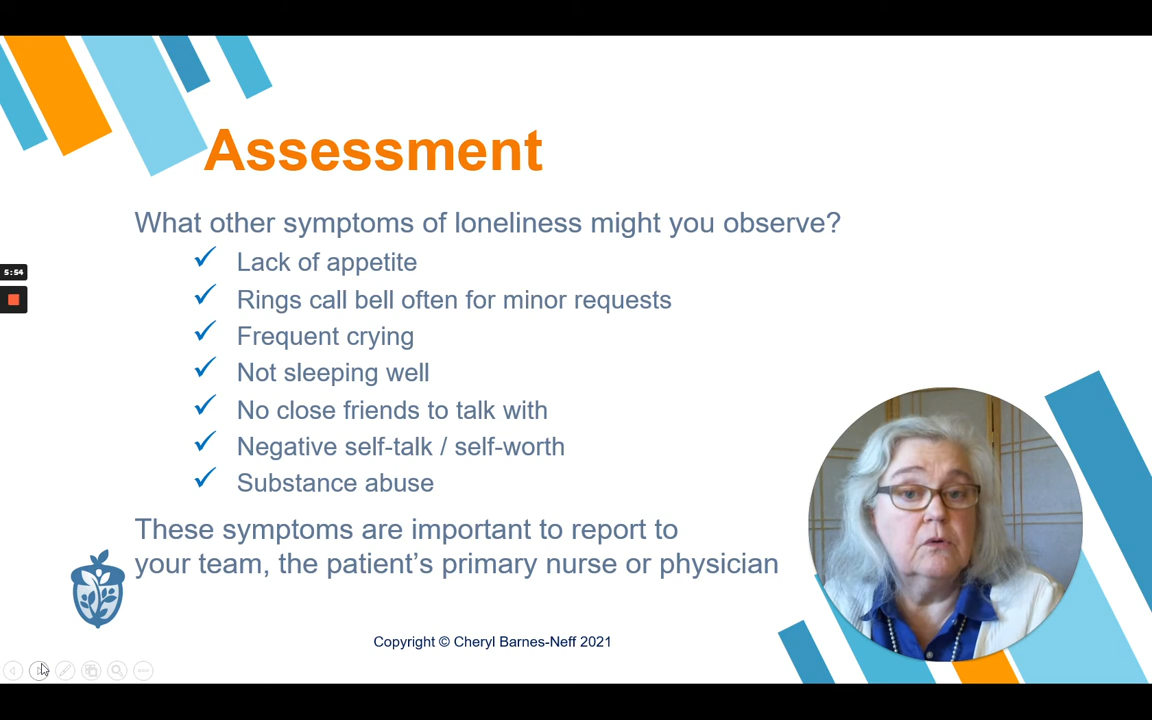 Assessment
What other symptoms of loneliness might you observe?
✓ Lack of appetite
✓ Rings call bell often for minor requests
✓ Frequent crying
✓ Not sleeping well
✓ No close friends to talk with
✓ Negative self-talk / self-worth
✓ Substance abuse
5:54
These symptoms are important to report to
your team, the patient's primary nurse or physician
Copyright © Cheryl Barnes-Neff 2021